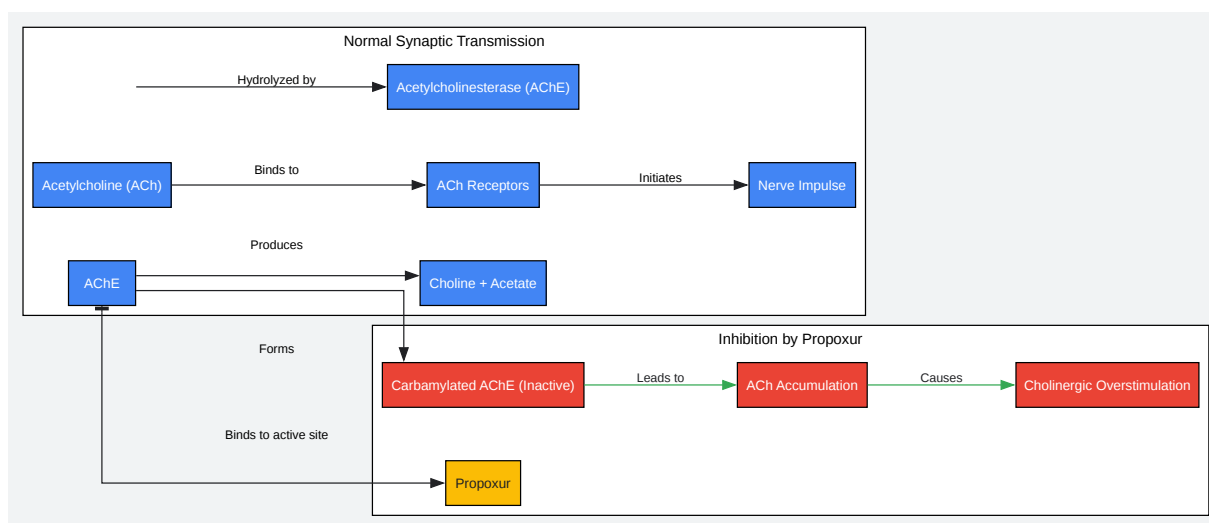 Normal Synaptic Transmission
Hydrolyzed by
Acetylcholinesterase (AChE)
Acetylcholine (ACh)
Binds to
ACh Receptors
Initiates
Nerve Impulse
Produces
AChE
Choline + Acetate
Inhibition by Propoxur
Forms
Carbamylated AChE (Inactive)
Leads to
ACh Accumulation
Causes
Cholinergic Overstimulation
Binds to active site
Propoxur